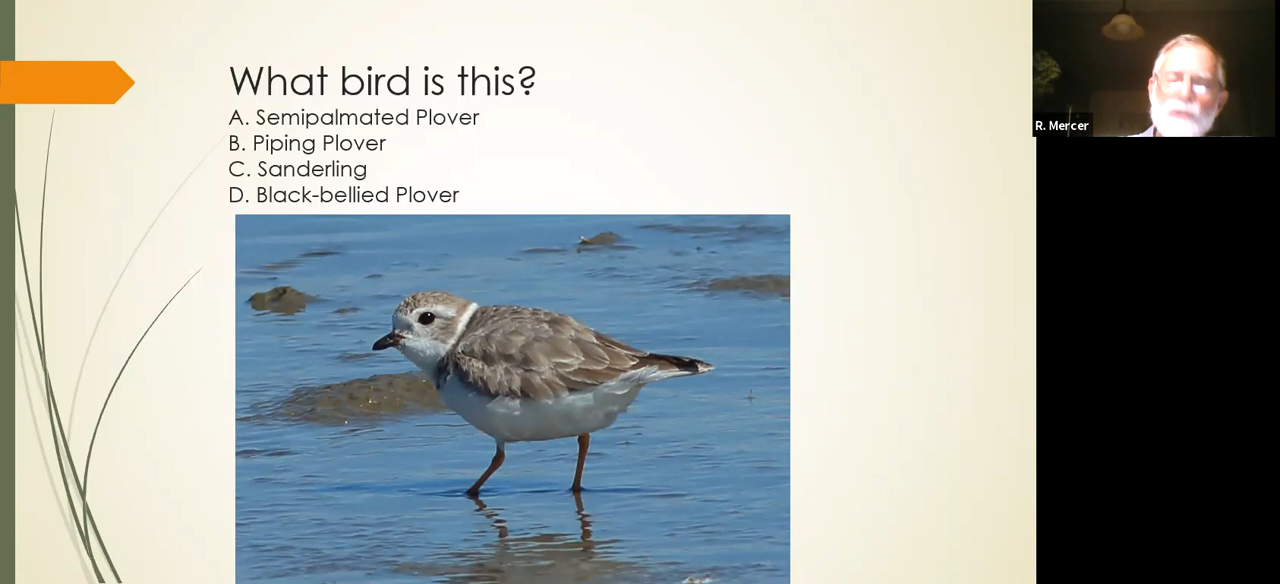 What bird is this?
A. Semipalmated Plover
B. Piping Plover
C. Sanderling
D. Black-bellied Plover
R. Mercer